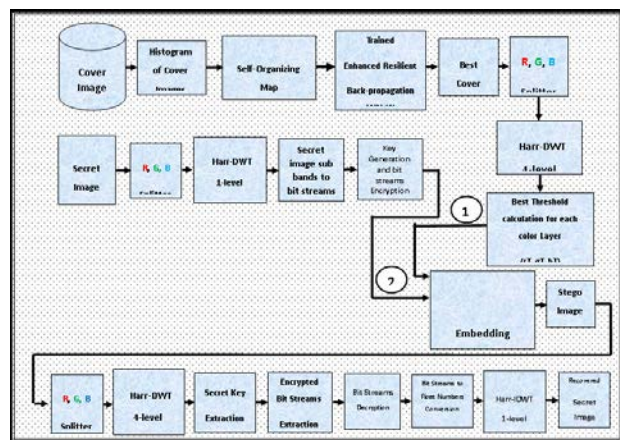 Cover
Image
Histogram
of Cover
Self-Organizing
Map
Trained
Enhanced Resilient
Back-propagation
Best
Cover
R, G, B
Splitter
Harr-DWT
4-level
Secret
Image
R, G, B
Splitter
Harr-DWT
1-level
Secret
image sub
bands to
bit streams
Key
Generation
and bit
streams
Encryption
Best Threshold
calculation for each
color Layer
1
2
Embedding
Stego
Image
R, G, B
Splitter
Harr-DWT
4-level
Secret Key
Extraction
Encrypted
Bit Streams
Extraction
Bit Streams
Decryption
Bit Streams to
Numbers
Conversion
Harr-IDWT
1-level
Recovered
Secret
Image